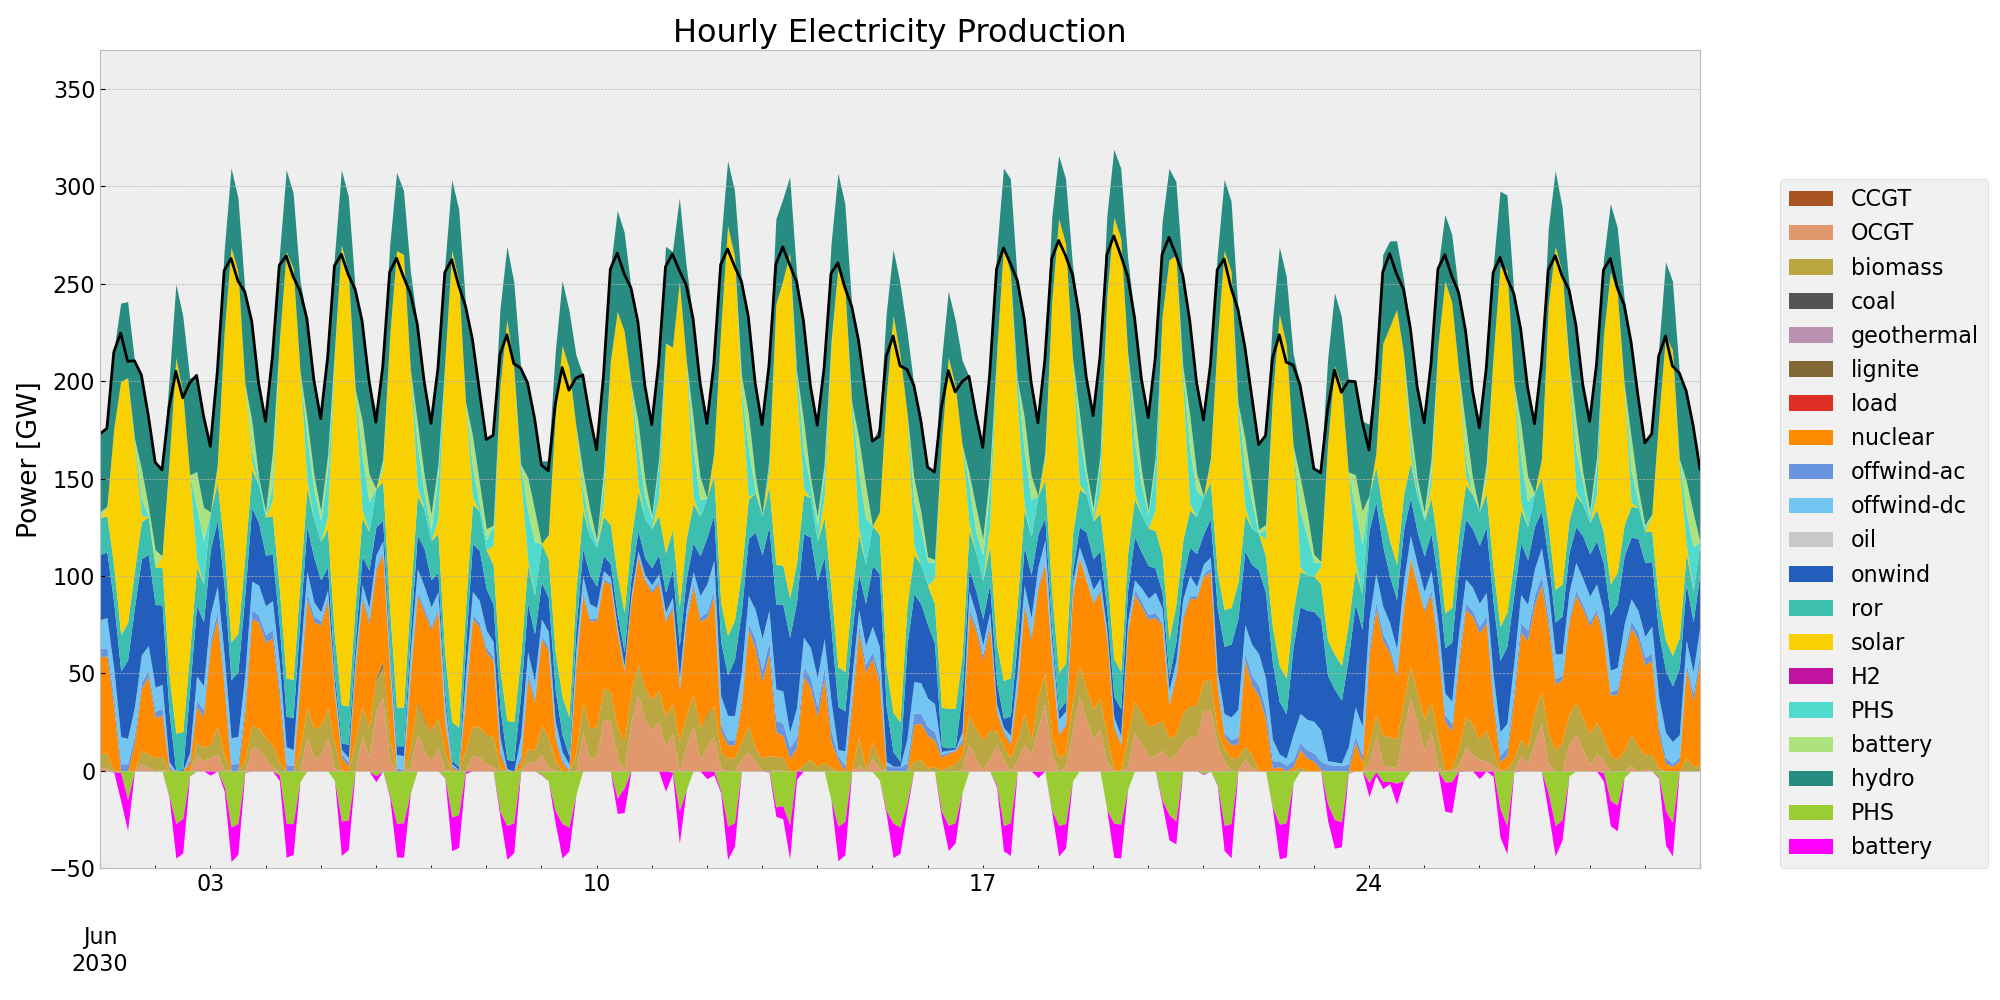 Hourly Electricity Production
Power [GW]
350
300
250
200
150
100
50
0
−50
03
10
17
24
Jun
2030
CCGT
OCGT
biomass
coal
geothermal
lignite
load
nuclear
offwind-ac
offwind-dc
oil
onwind
ror
solar
H2
PHS
battery
hydro
PHS
battery